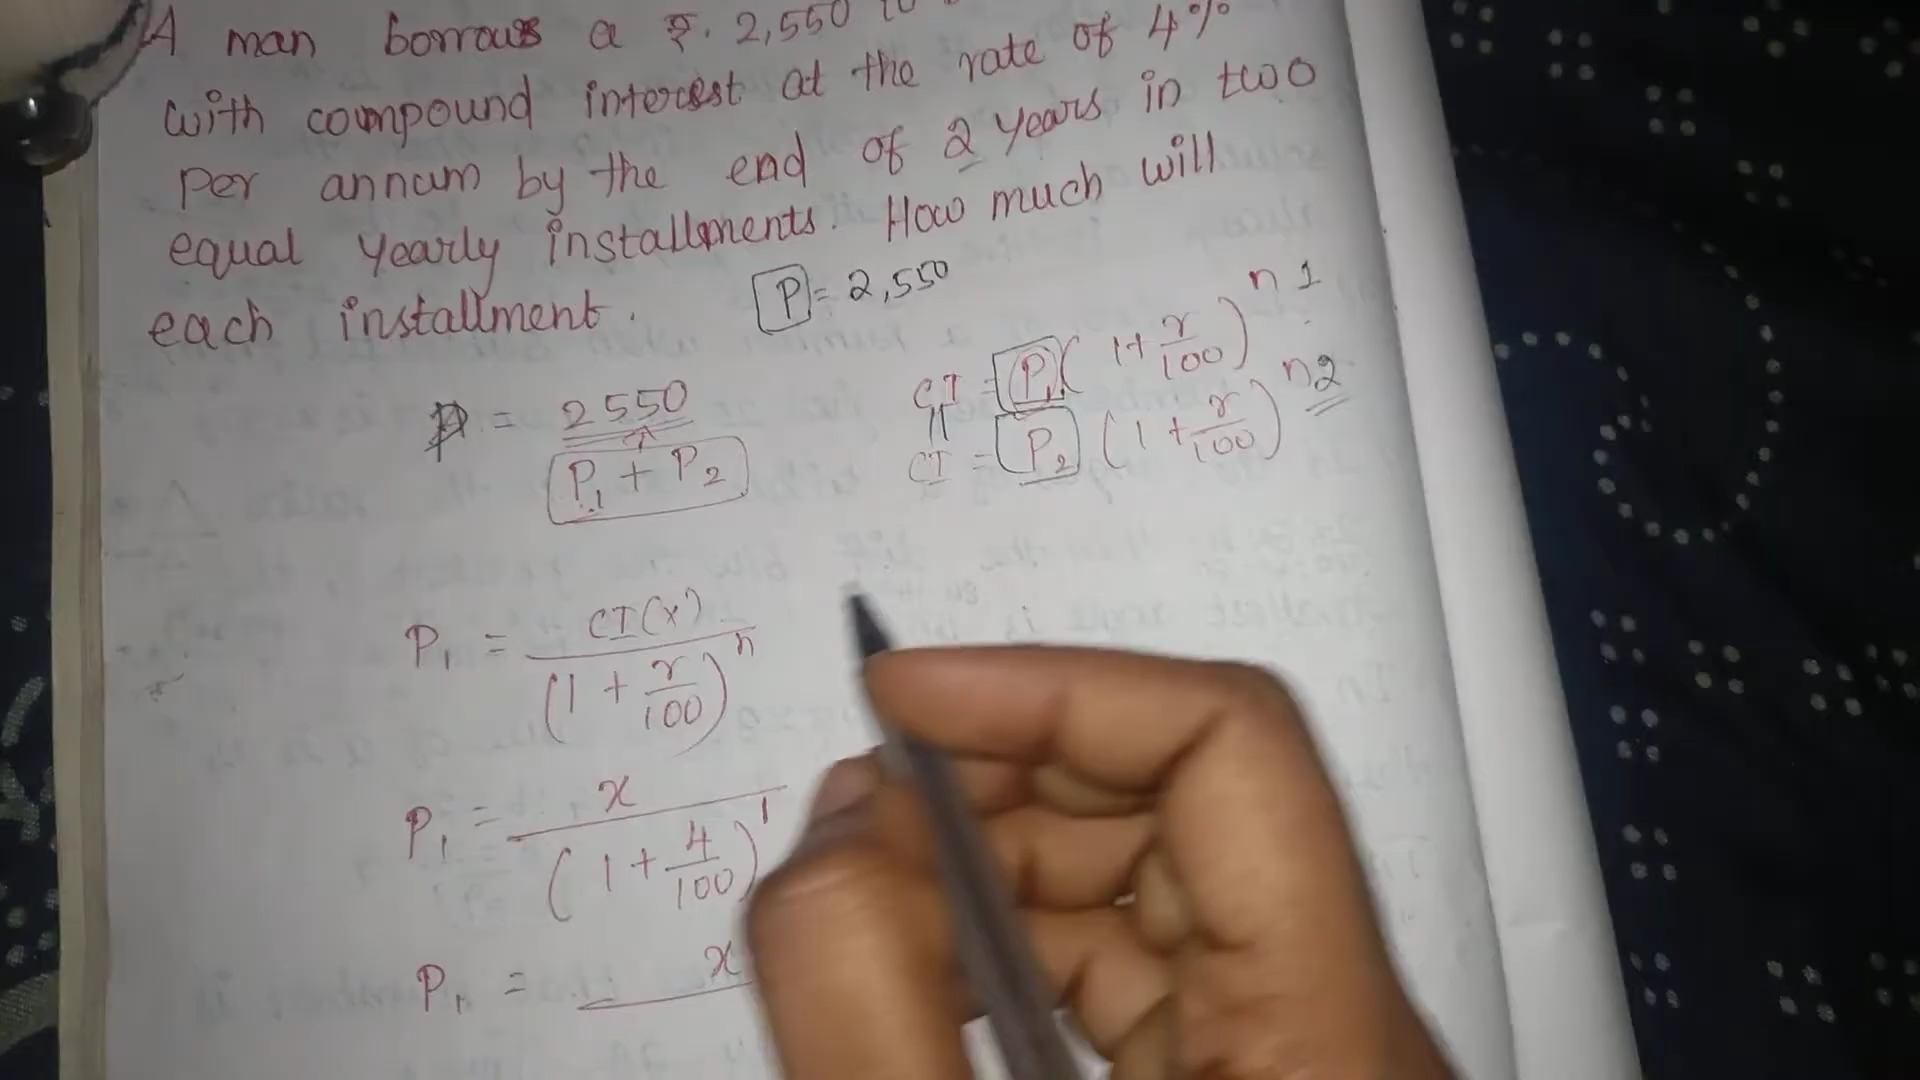 A man borrows a ₹. 2,550
with compound interest at the rate of 4%
per annum by the end of 2 years in two
equal yearly installments. How much will
each installment.
P = 2,550
P = 2550
P₁ + P₂
CI = P₁ (1 + r/100)^n 1
CI = P₂ (1 + r/100)^n 2
P₁ = CI(x) / (1 + r/100)^n
P₁ = x / (1 + 4/100)^1
P₁ = x